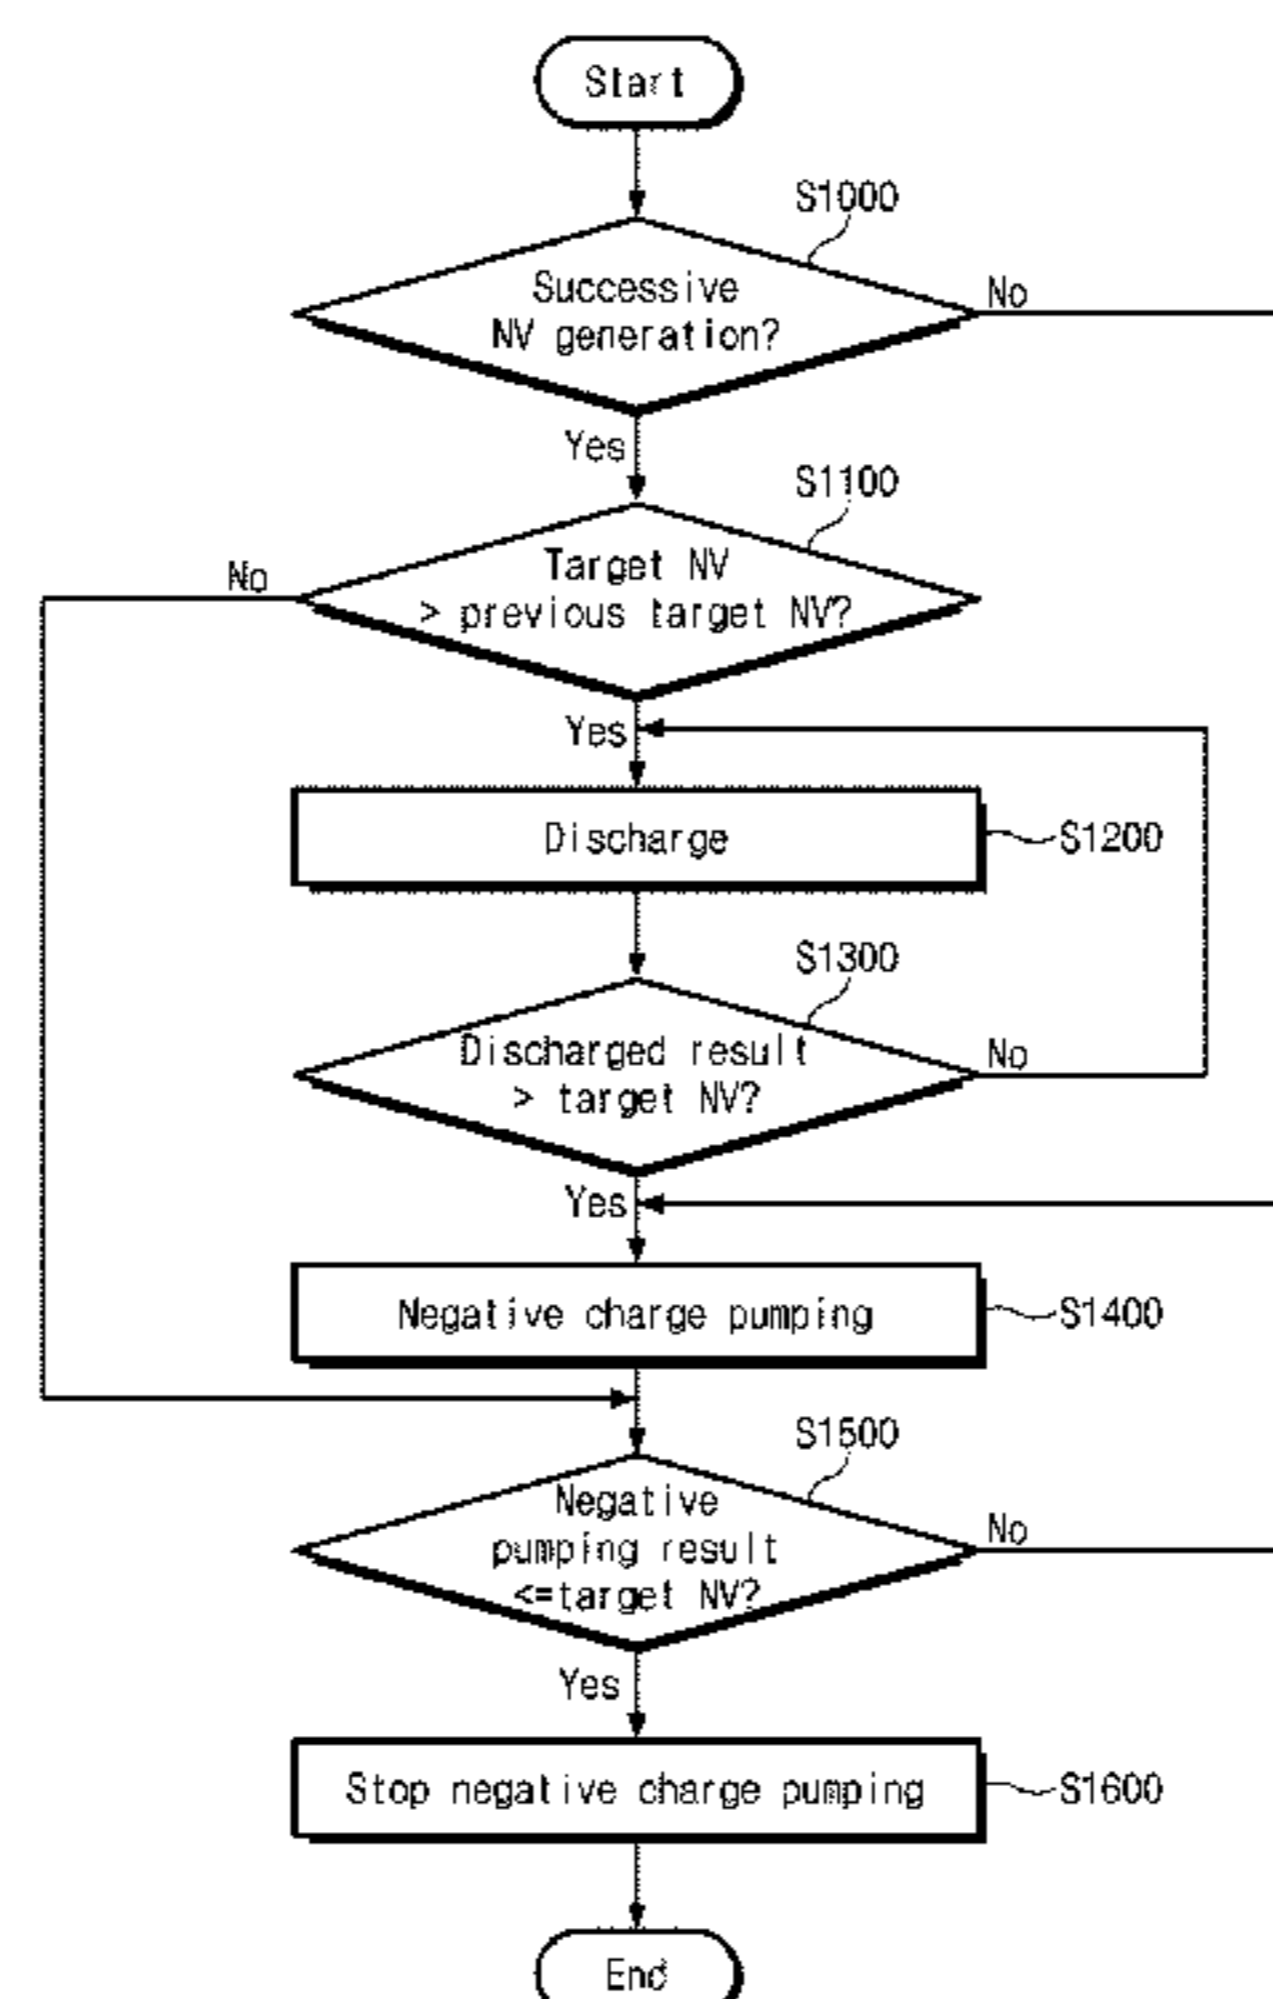 Start
S1000
Successive
NV generation?
No
Yes
S1100
Target NV
> previous target NV?
No
Yes
Discharge
S1200
S1300
Discharged result
> target NV?
No
Yes
Negative charge pumping
S1400
S1500
Negative
pumping result
<=target NV?
No
Yes
Stop negative charge pumping
S1600
End